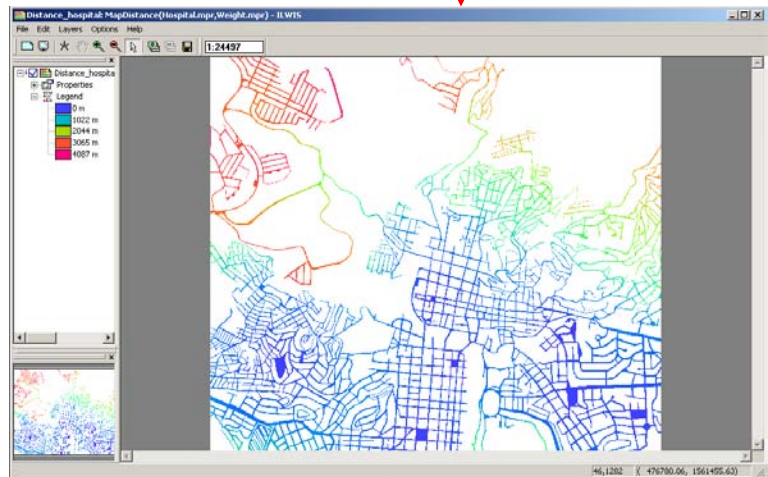 Distance_hospital: MapDistance(Hospital.mpr,Weight.mpr) - ILWIS
File Edit Layers Options Help
1:24497
Distance_hospita
Properties
Legend
0 m
1022 m
2044 m
3065 m
4087 m
46,1202 ( 476780.06, 1561455.63)